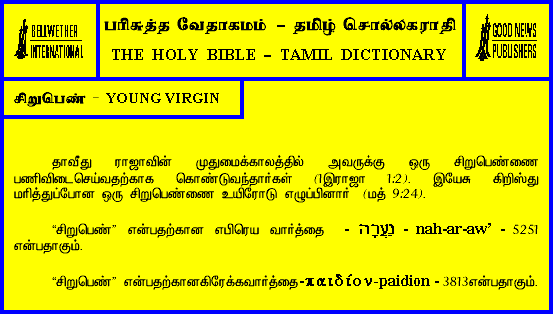 BELLWETHER
INTERNATIONAL
பரிசுத்த வேதாகமம் – தமிழ் சொல்லகராதி
THE HOLY BIBLE – TAMIL DICTIONARY
GOOD NEWS
PUBLISHERS
சிறுபெண் – YOUNG VIRGIN
தாவீது ராஜாவின் முதுமைக்காலத்தில் அவருக்கு ஒரு சிறுபெண்ணை
பணிவிடைசெய்வதற்காக கொண்டுவந்தார்கள் (1இராஜா 1:2). இயேசு கிறிஸ்து
மரித்துப்போன ஒரு சிறுபெண்ணை உயிரோடு எழுப்பினார் (மத் 9:24).
“சிறுபெண்” என்பதற்கான எபிரெய வார்த்தை - נַעֲרָה - nah-ar-aw’ - 5251
என்பதாகும்.
“சிறுபெண்” என்பதற்கானகிரேக்கவார்த்தை-παιδίον-paidion - 3813என்பதாகும்.